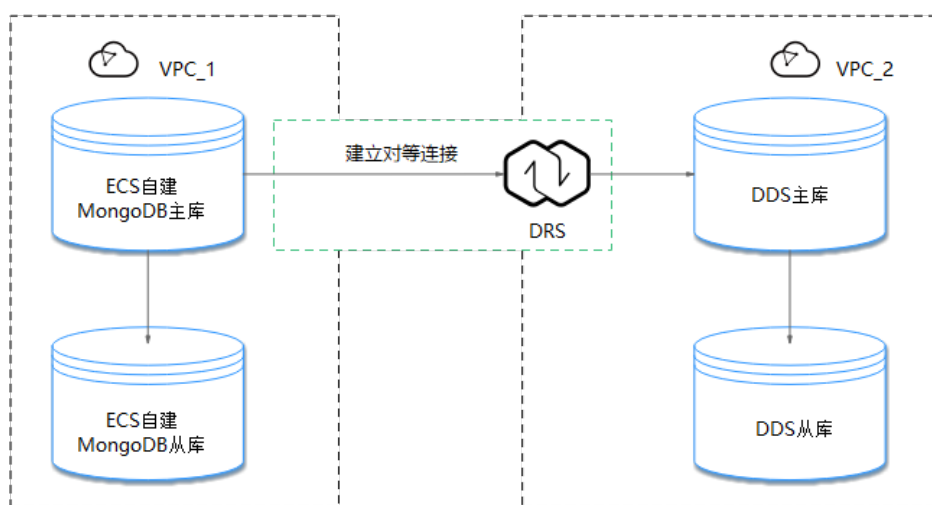 VPC_1
VPC_2
ECS自建
MongoDB主库
建立对等连接
DRS
DDS主库
ECS自建
MongoDB从库
DDS从库